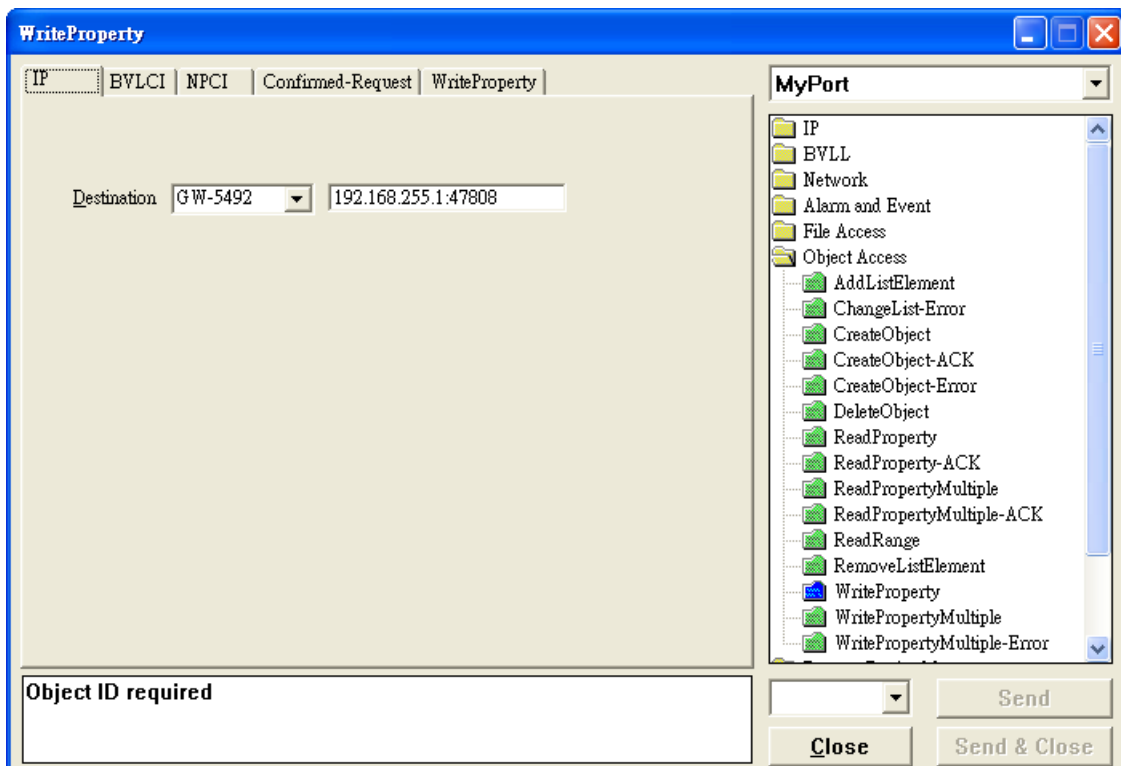 WriteProperty
IP BVLCI NPCI Confirmed-Request WriteProperty
Destination GW-5492 192.168.255.1:47808
Object ID required
MyPort
IP
BVLL
Network
Alarm and Event
File Access
Object Access
AddListElement
ChangeList-Error
CreateObject
CreateObject-ACK
CreateObject-Error
DeleteObject
ReadProperty
ReadProperty-ACK
ReadPropertyMultiple
ReadPropertyMultiple-ACK
ReadRange
RemoveListElement
WriteProperty
WritePropertyMultiple
WritePropertyMultiple-Error
Send
Close Send & Close